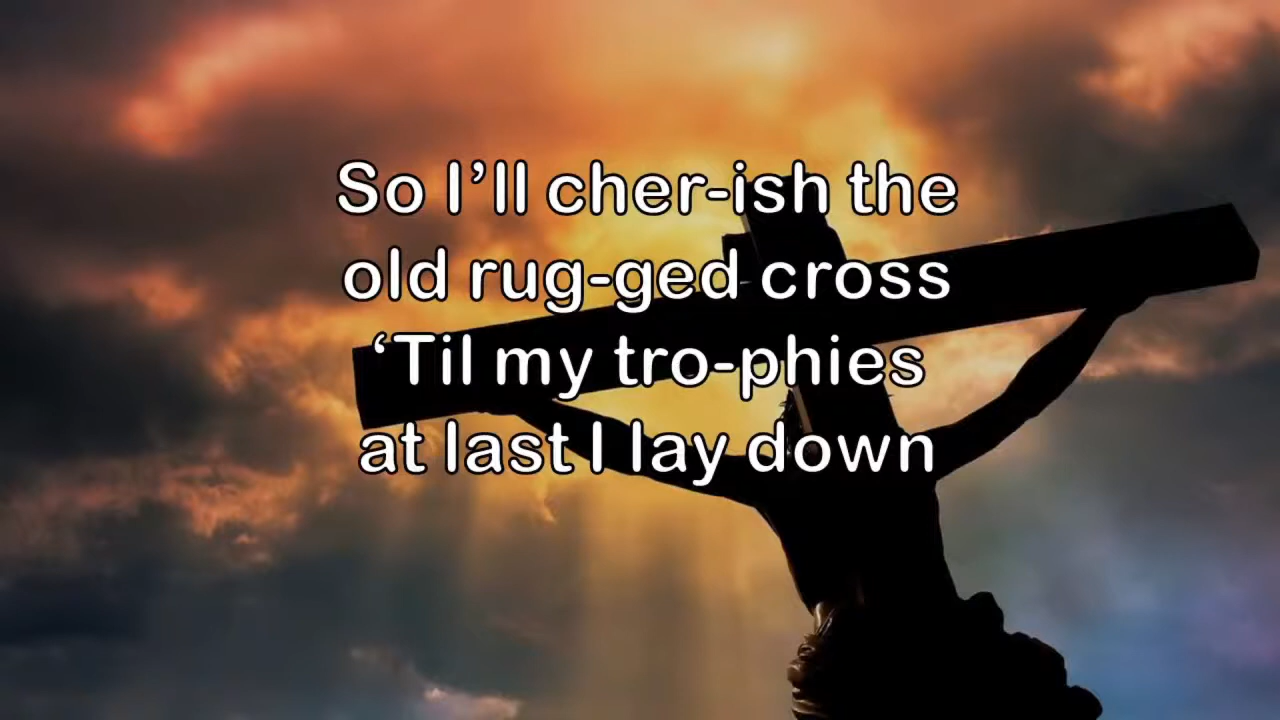 So I’ll cher-ish the
old rug-ged cross
‘Til my tro-phies
at last I lay down